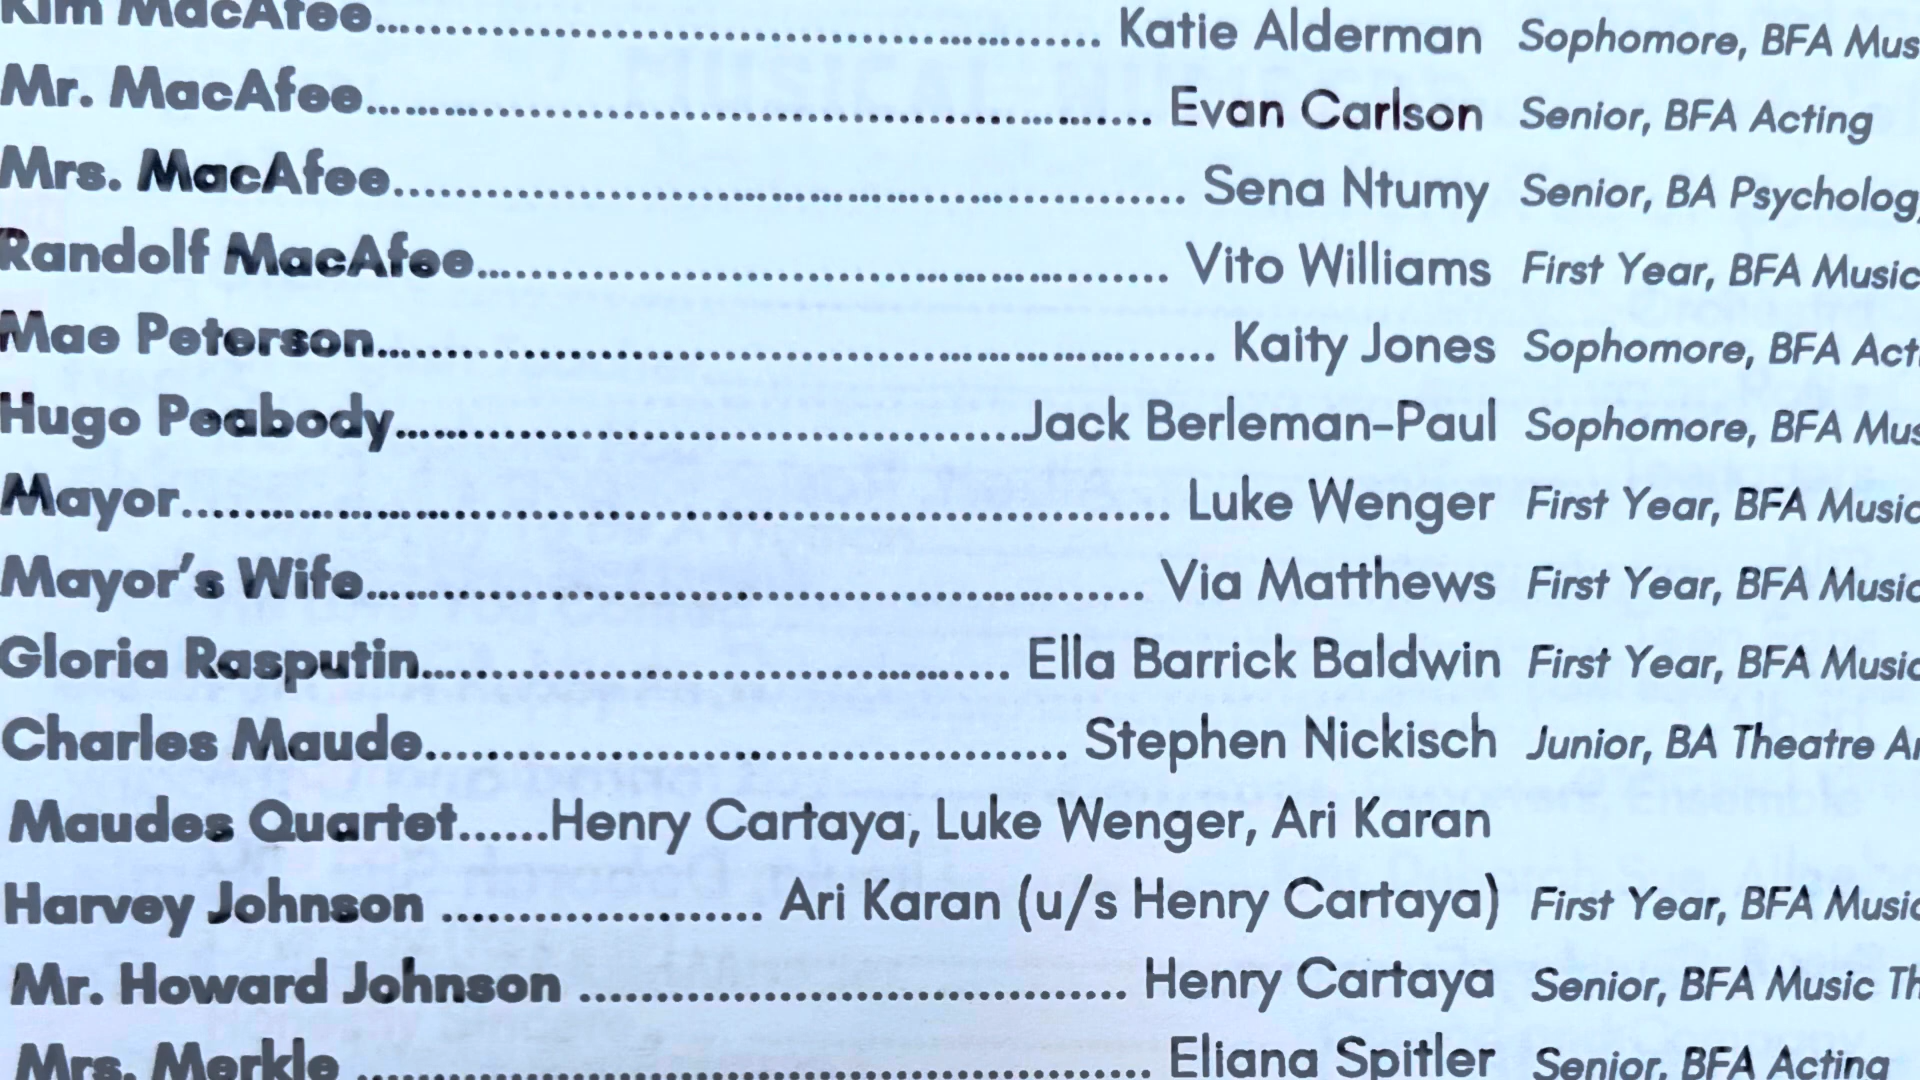 Kim MacAfee........................................ Katie Alderman Sophomore, BFA Mus
Mr. MacAfee........................................ Evan Carlson Senior, BFA Acting
Mrs. MacAfee........................................ Sena Ntumy Senior, BA Psycholog
Randolf MacAfee........................................ Vito Williams First Year, BFA Music
Mae Peterson........................................ Kaity Jones Sophomore, BFA Act
Hugo Peabody........................................Jack Berleman-Paul Sophomore, BFA Mus
Mayor........................................ Luke Wenger First Year, BFA Music
Mayor's Wife........................................ Via Matthews First Year, BFA Music
Gloria Rasputin........................................ Ella Barrick Baldwin First Year, BFA Music
Charles Maude........................................ Stephen Nickisch Junior, BA Theatre Ar
Maudes Quartet......Henry Cartaya, Luke Wenger, Ari Karan
Harvey Johnson .................... Ari Karan (u/s Henry Cartaya) First Year, BFA Music
Mr. Howard Johnson .................................. Henry Cartaya Senior, BFA Music Th
Mrs. Merkle ........................................ Eliana Spitler Senior, BFA Acting